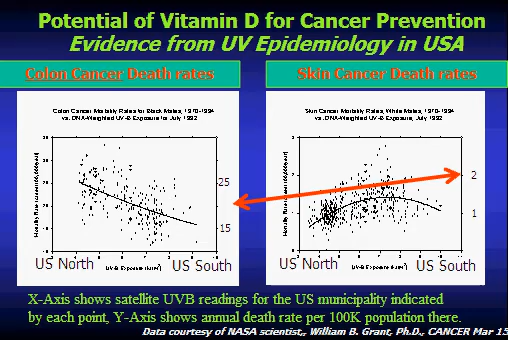 Potential of Vitamin D for Cancer Prevention
Evidence from UV Epidemiology in USA
Colon Cancer Death rates
Skin Cancer Death rates
Colon Cancer Mortality Rates for Black Males, 1970-1994
vs. DNA-Weighted UV-B Exposure for July 1992
Skin Cancer Mortality Rates, White Males, 1970-1994
vs. DNA-Weighted UV-B Exposure, July 1992
25
15
2
1
US North
UV-B Exposure
US South
US North
UV-B Exposure
US South
X-Axis shows satellite UVB readings for the US municipality indicated
by each point, Y-Axis shows annual death rate per 100K population there.
Data courtesy of NASA scientist,, William B. Grant, Ph.D., CANCER Mar 15